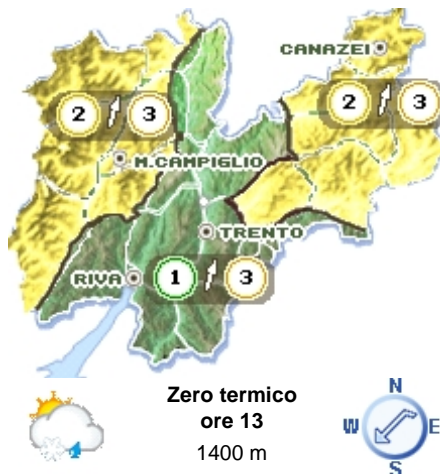 CANAZEI
2 3
2 3
M.CAMPIGLIO
TRENTO
RIVA
1 3
Zero termico
ore 13
1400 m
N
W E
S